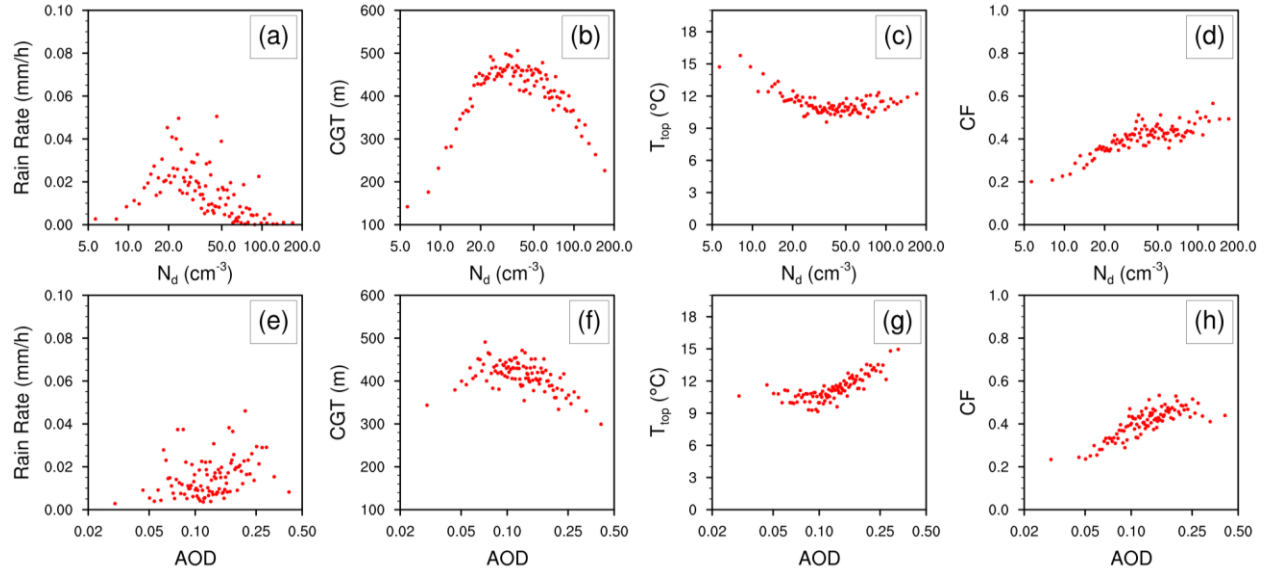 (a)
Rain Rate (mm/h)
0.10
0.08
0.06
0.04
0.02
0.00
5.0 10.0 20.0 50.0 100.0 200.0
N_d (cm^-3)
(b)
CGT (m)
600
500
400
300
200
100
5.0 10.0 20.0 50.0 100.0 200.0
N_d (cm^-3)
(c)
T_top (°C)
18
15
12
9
6
3
0
5.0 10.0 20.0 50.0 100.0 200.0
N_d (cm^-3)
(d)
CF
1.0
0.8
0.6
0.4
0.2
0.0
5.0 10.0 20.0 50.0 100.0 200.0
N_d (cm^-3)
(e)
Rain Rate (mm/h)
0.10
0.08
0.06
0.04
0.02
0.00
0.02 0.05 0.10 0.25 0.50
AOD
(f)
CGT (m)
600
500
400
300
200
100
0.02 0.05 0.10 0.25 0.50
AOD
(g)
T_top (°C)
18
15
12
9
6
3
0
0.02 0.05 0.10 0.25 0.50
AOD
(h)
CF
1.0
0.8
0.6
0.4
0.2
0.0
0.02 0.05 0.10 0.25 0.50
AOD